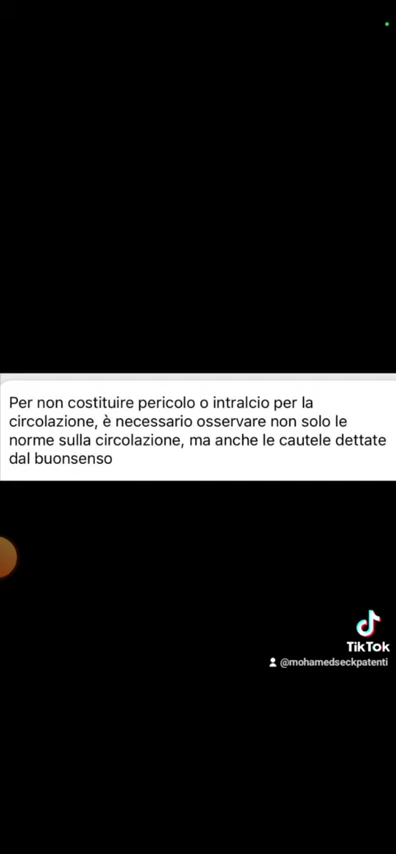 Per non costituire pericolo o intralcio per la
circolazione, è necessario osservare non solo le
norme sulla circolazione, ma anche le cautele dettate
dal buonsenso
TikTok
@mohamedseckpatenti